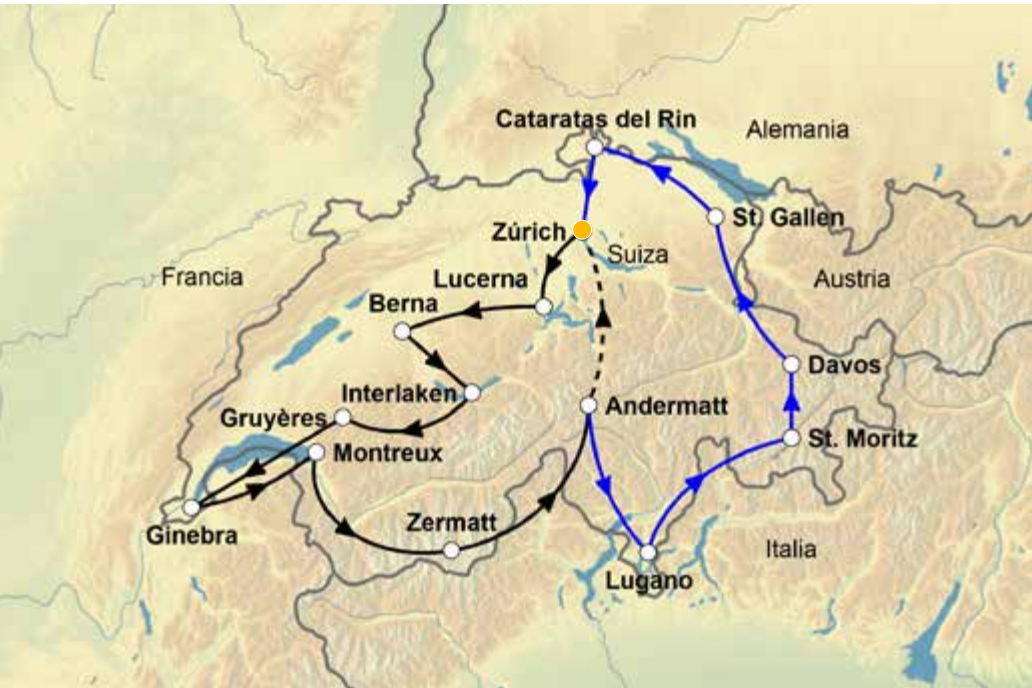 Cataratas del Rin
Alemania
St. Gallen
Zúrich
Suiza
Francia
Lucerna
Austria
Berna
Davos
Interlaken
Andermatt
Gruyères
St. Moritz
Montreux
Zermatt
Ginebra
Italia
Lugano